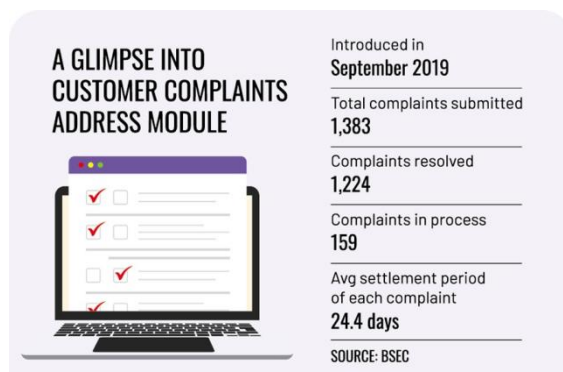 A GLIMPSE INTO
CUSTOMER COMPLAINTS
ADDRESS MODULE
Introduced in
September 2019
Total complaints submitted
1,383
Complaints resolved
1,224
Complaints in process
159
Avg settlement period
of each complaint
24.4 days
SOURCE: BSEC